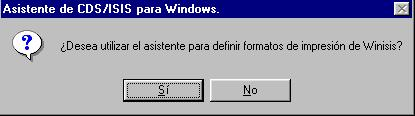 Asistente de CDS/ISIS para Windows.
¿Desea utilizar el asistente para definir formatos de impresión de Winisis?
Sí No